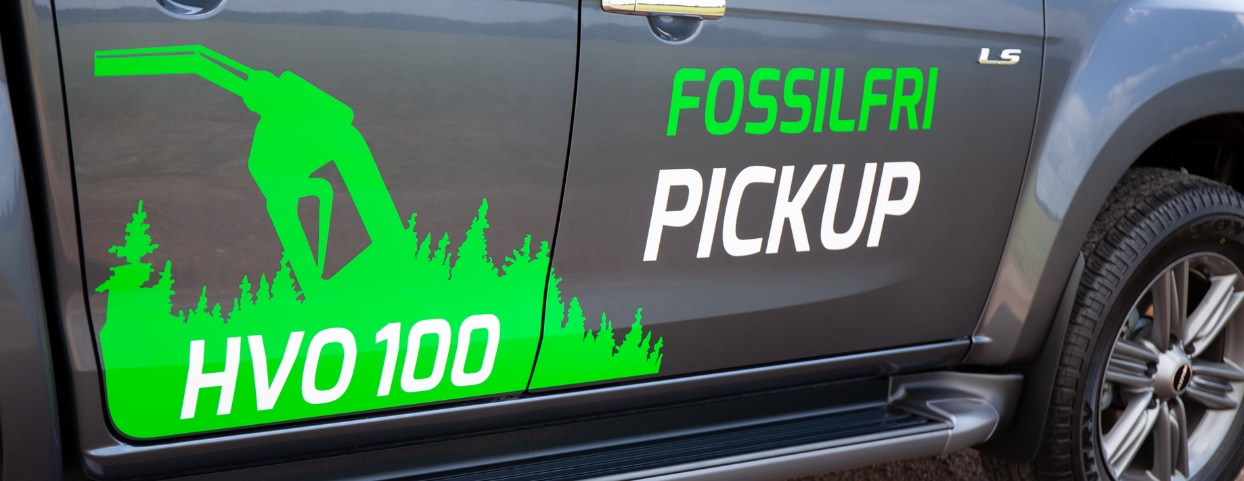 LS
FOSSILFRI
PICKUP
HVO 100